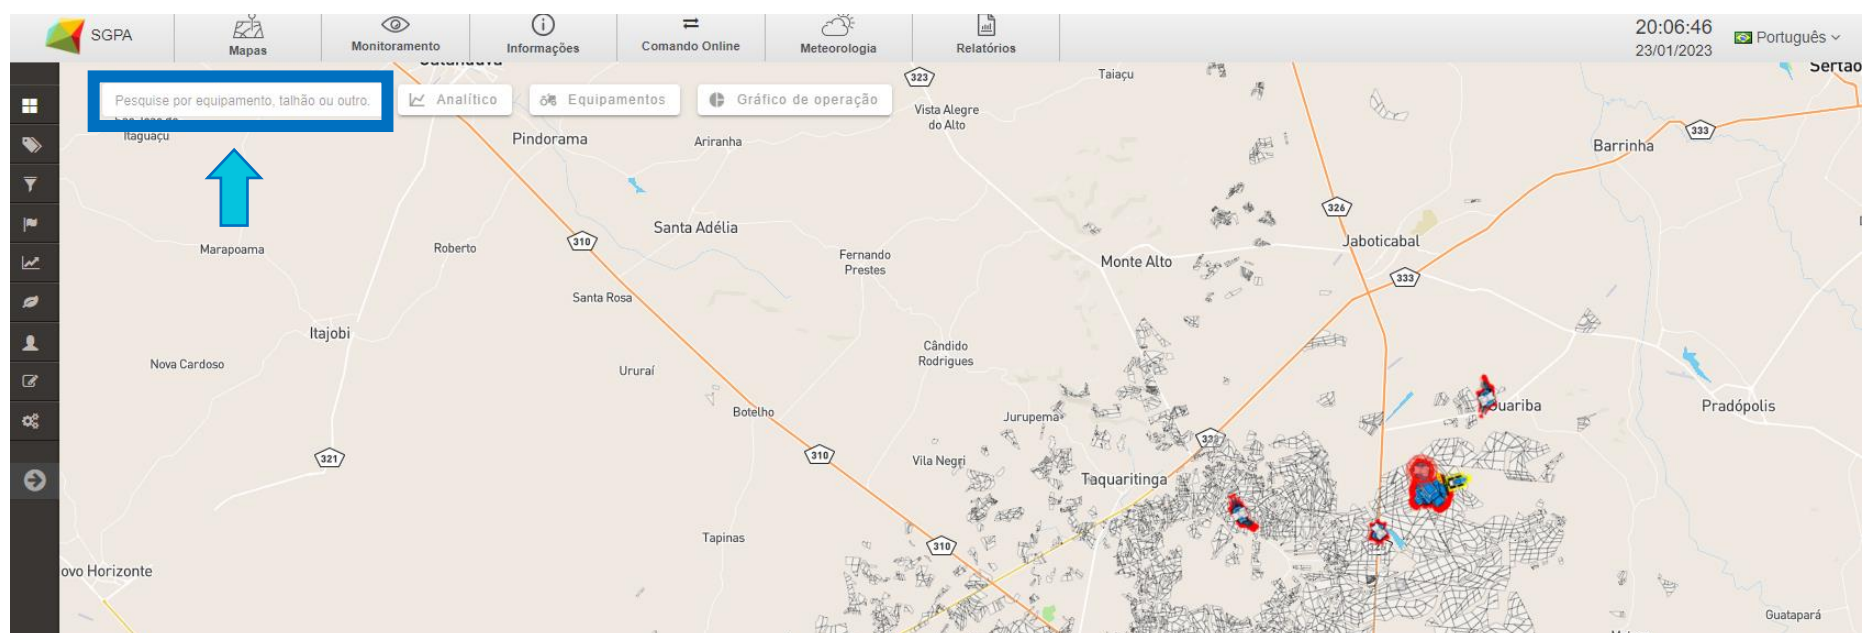 SGPA
Mapas
Monitoramento
Informações
Comando Online
Meteorologia
Relatórios
20:06:46
23/01/2023
Português
Pesquise por equipamento, talhão ou outro.
Analítico
Equipamentos
Gráfico de operação
323
Taiaçu
Vista Alegre
do Alto
Itaguaçu
Pindorama
Ariranha
Barrinha
333
326
Santa Adélia
310
Marapoama
Roberto
Fernando
Prestes
Monte Alto
Jaboticabal
333
Santa Rosa
Itajobi
Cândido
Rodrigues
Nova Cardoso
Ururaí
Botelho
Jurupema
Pradópolis
321
310
Vila Negri
Taquaritinga
Tapinas
310
ovo Horizonte
Guatapará